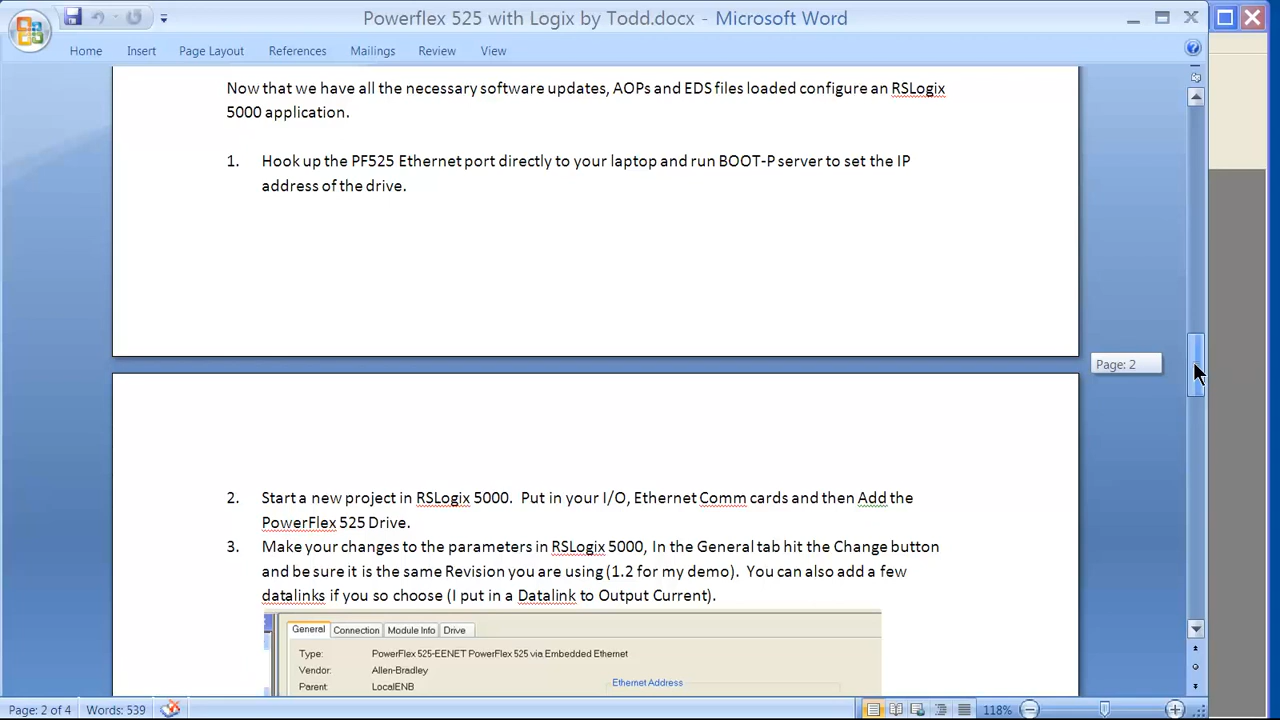 Powerflex 525 with Logix by Todd.docx - Microsoft Word
Home Insert Page Layout References Mailings Review View
Now that we have all the necessary software updates, AOPs and EDS files loaded configure an RSLogix
5000 application.
1. Hook up the PF525 Ethernet port directly to your laptop and run BOOT-P server to set the IP
address of the drive.
Page: 2
2. Start a new project in RSLogix 5000. Put in your I/O, Ethernet Comm cards and then Add the
PowerFlex 525 Drive.
3. Make your changes to the parameters in RSLogix 5000, In the General tab hit the Change button
and be sure it is the same Revision you are using (1.2 for my demo). You can also add a few
datalinks if you so choose (I put in a Datalink to Output Current).
General Connection Module Info Drive
Type: PowerFlex 525-EENET PowerFlex 525 via Embedded Ethernet
Vendor: Allen-Bradley
Parent: LocalENB
Ethernet Address
Page: 2 of 4 Words: 539 118%